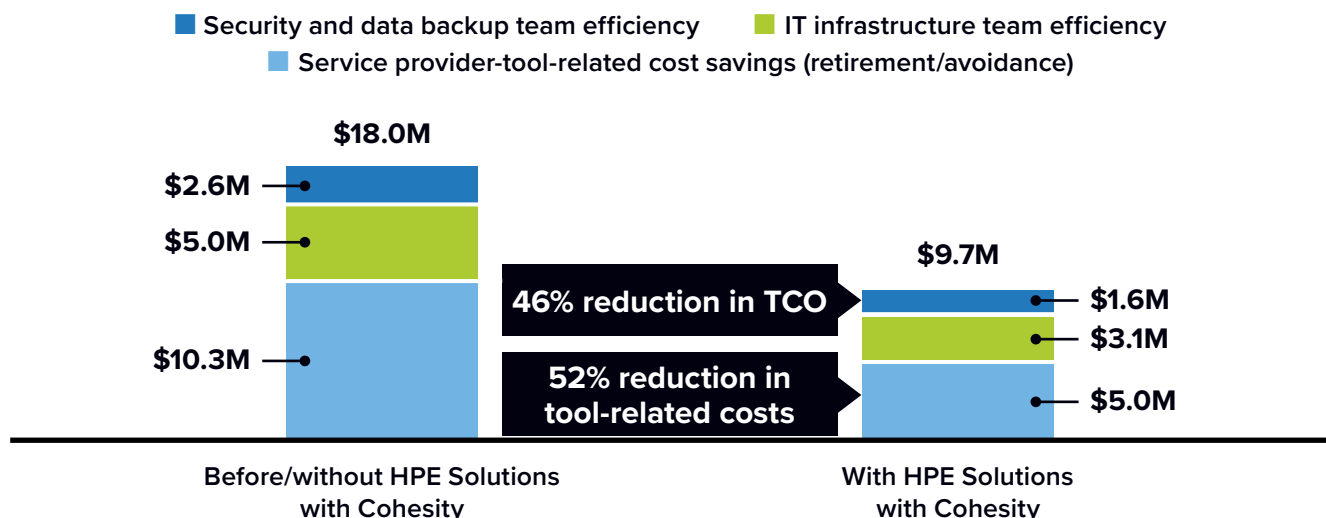 Security and data backup team efficiency
IT infrastructure team efficiency
Service provider-tool-related cost savings (retirement/avoidance)
$18.0M
$2.6M
$5.0M
$10.3M
46% reduction in TCO
52% reduction in
tool-related costs
$9.7M
$1.6M
$3.1M
$5.0M
Before/without HPE Solutions
with Cohesity
With HPE Solutions
with Cohesity